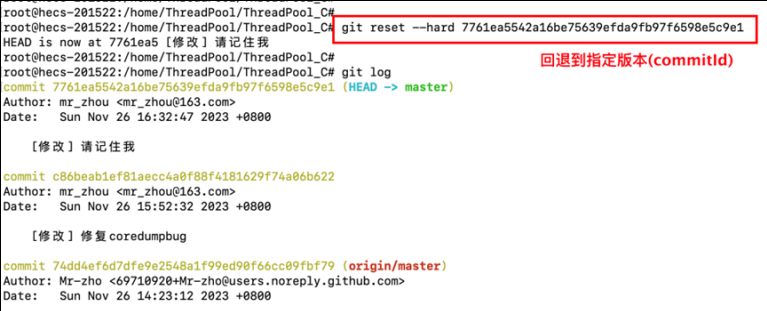 root@hecs-201522:/home/ThreadPool/ThreadPool_C#
root@hecs-201522:/home/ThreadPool/ThreadPool_C# git reset --hard 7761ea5542a16be75639efda9fb97f6598e5c9e1
HEAD is now at 7761ea5 [修改] 请记住我
root@hecs-201522:/home/ThreadPool/ThreadPool_C#
回退到指定版本(commitId)
root@hecs-201522:/home/ThreadPool/ThreadPool_C# git log
commit 7761ea5542a16be75639efda9fb97f6598e5c9e1 (HEAD -> master)
Author: mr_zhou <mr_zhou@163.com>
Date: Sun Nov 26 16:32:47 2023 +0800
[修改] 请记住我
commit c86beab1ef81aecc4a0f88f4181629f74a06b622
Author: mr_zhou <mr_zhou@163.com>
Date: Sun Nov 26 15:52:32 2023 +0800
[修改] 修复coredumpbug
commit 74dd4ef6d7dfe9e2548a1f99ed90f66cc09fbf79 (origin/master)
Author: Mr-zho <69710920+Mr-zho@users.noreply.github.com>
Date: Sun Nov 26 14:23:12 2023 +0800